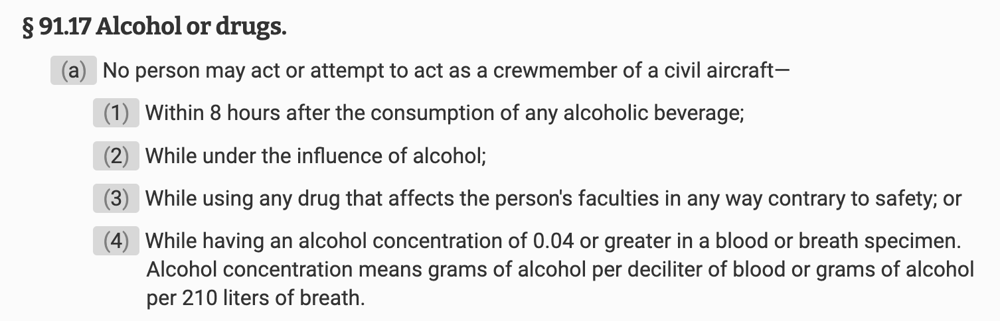 § 91.17 Alcohol or drugs.
(a) No person may act or attempt to act as a crewmember of a civil aircraft—
(1) Within 8 hours after the consumption of any alcoholic beverage;
(2) While under the influence of alcohol;
(3) While using any drug that affects the person's faculties in any way contrary to safety; or
(4) While having an alcohol concentration of 0.04 or greater in a blood or breath specimen.
Alcohol concentration means grams of alcohol per deciliter of blood or grams of alcohol
per 210 liters of breath.